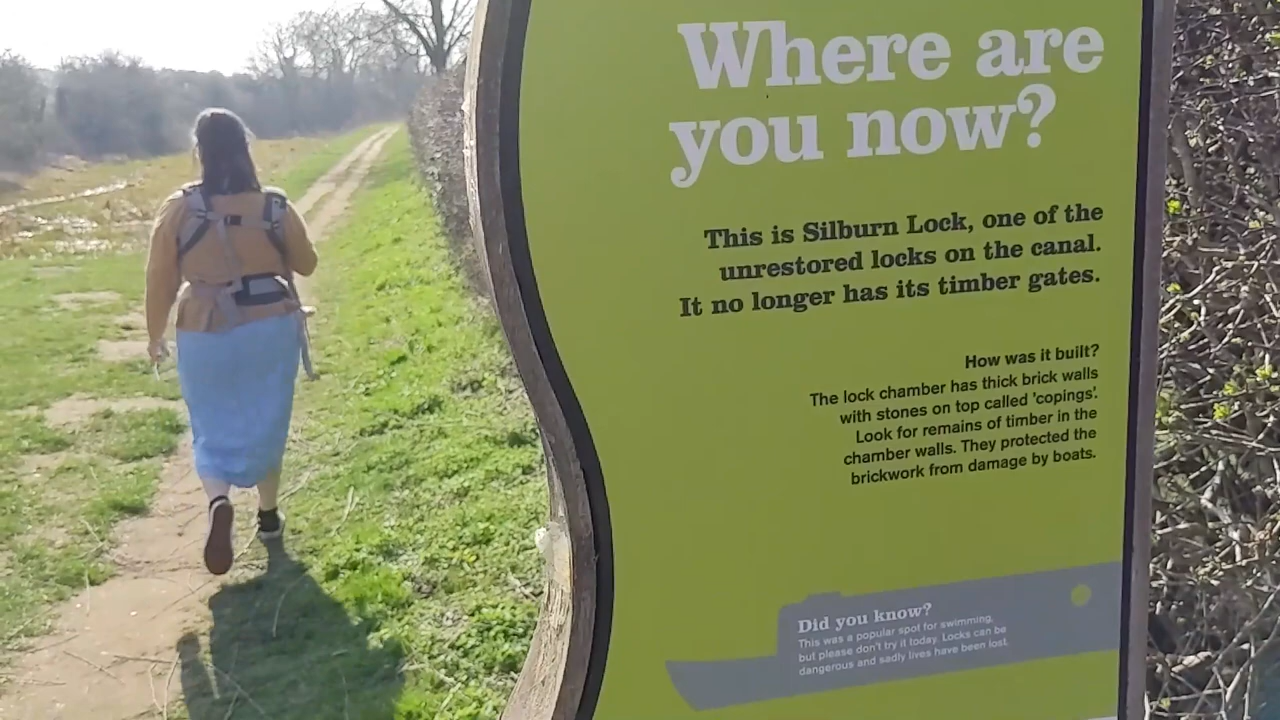 Where are
you now?
This is Silburn Lock, one of the
unrestored locks on the canal.
It no longer has its timber gates.
How was it built?
The lock chamber has thick brick walls
with stones on top called 'copings'.
Look for remains of timber in the
chamber walls. They protected the
brickwork from damage by boats.
Did you know?
This was a popular spot for swimming,
but please don't try it today. Locks can be
dangerous and sadly lives have been lost.